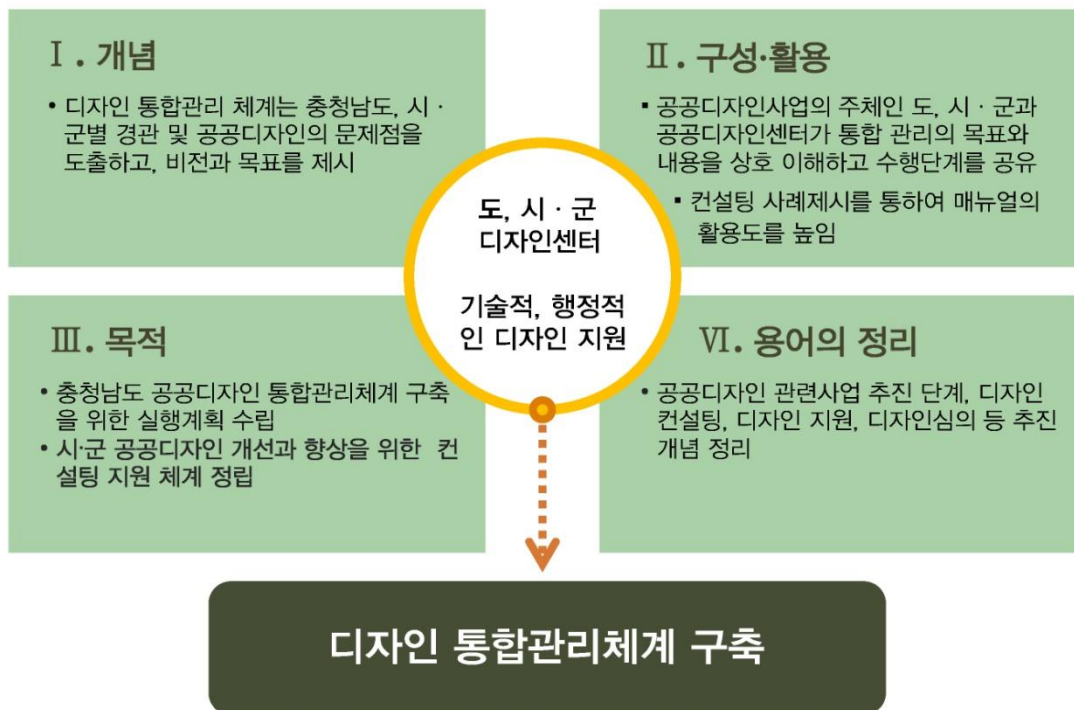 Ⅰ. 개념
• 디자인 통합관리 체계는 충청남도, 시 ·
군별 경관 및 공공디자인의 문제점을
도출하고, 비전과 목표를 제시
Ⅱ. 구성·활용
▪ 공공디자인사업의 주체인 도, 시 · 군과
공공디자인센터가 통합 관리의 목표와
내용을 상호 이해하고 수행단계를 공유
▪ 컨설팅 사례제시를 통하여 매뉴얼의
활용도를 높임
도, 시 · 군
디자인센터
기술적, 행정적
인 디자인 지원
Ⅲ. 목적
• 충청남도 공공디자인 통합관리체계 구축
을 위한 실행계획 수립
• 시·군 공공디자인 개선과 향상을 위한 컨
설팅 지원 체계 정립
Ⅵ. 용어의 정리
• 공공디자인 관련사업 추진 단계, 디자인
컨설팅, 디자인 지원, 디자인심의 등 추진
개념 정리
디자인 통합관리체계 구축